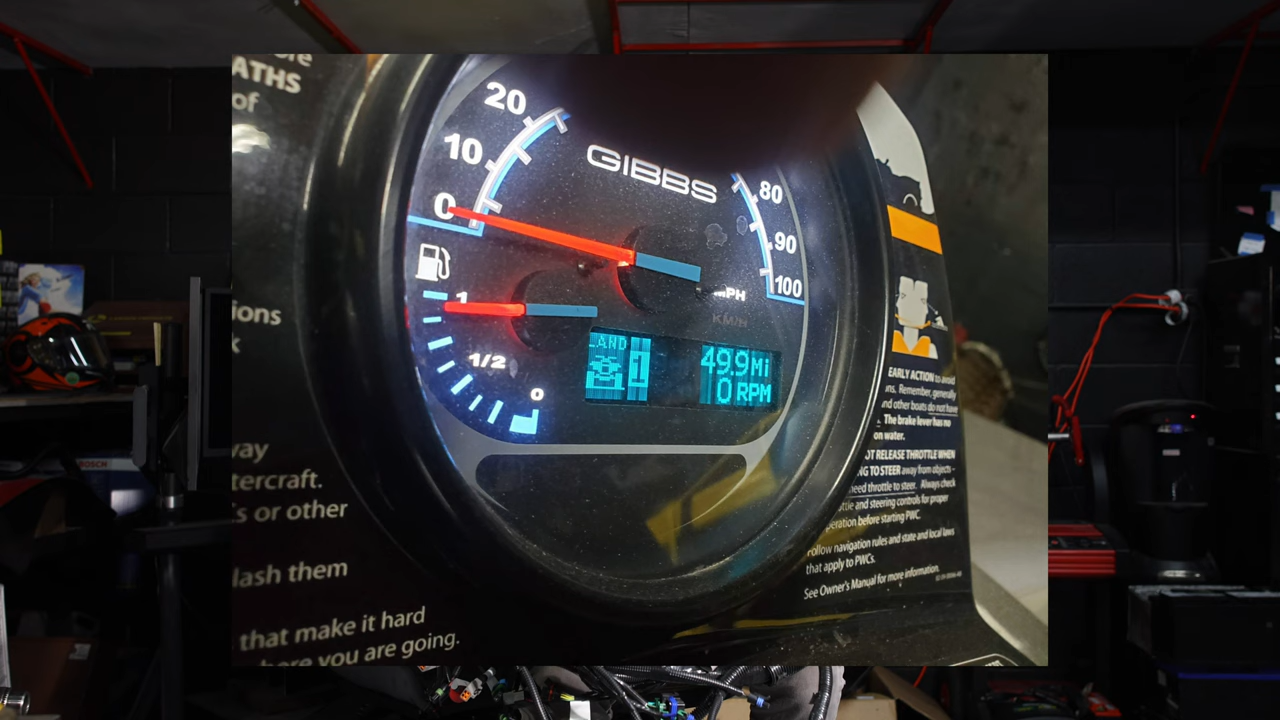 ATHS
of
20
10
0
GIBBS
80
90
100
MPH
KM/H
1
1/2
0
LAND
1
49.9Mi
0 RPM
ions
way
tercraft.
s or other
lash them
that make it hard
here you are going.
EARLY ACTION to avoid
ns. Remember, generally
and other boats do not have
The brake lever has no
on water.
OT RELEASE THROTTLE WHEN
NG TO STEER away from objects –
need throttle to steer. Always check
ttle and steering controls for proper
peration before starting PWC.
Follow navigation rules and state and local laws
that apply to PWCs.
See Owner's Manual for more information.
BOSCH